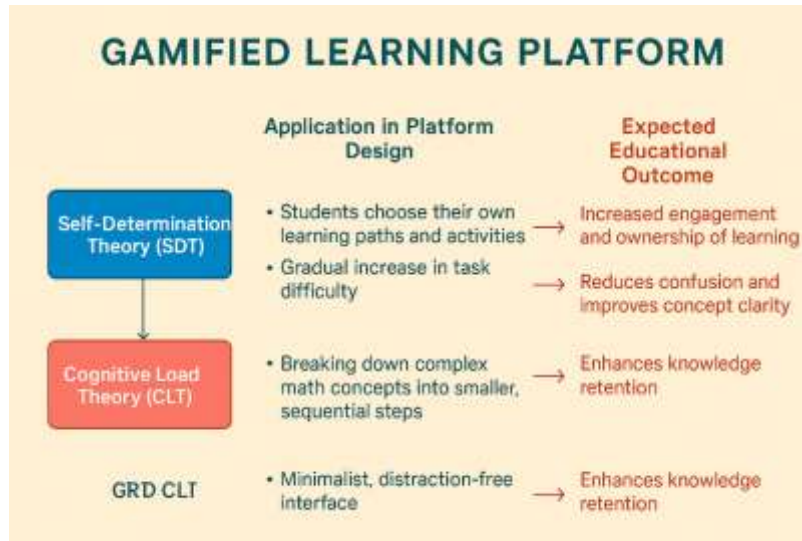 GAMIFIED LEARNING PLATFORM
Application in Platform
Design
Expected
Educational
Outcome
Self-Determination
Theory (SDT)
• Students choose their own
learning paths and activities
Increased engagement
and ownership of learning
• Gradual increase in task
difficulty
Reduces confusion and
improves concept clarity
Cognitive Load
Theory (CLT)
• Breaking down complex
math concepts into smaller,
sequential steps
Enhances knowledge
retention
GRD CLT
• Minimalist, distraction-free
interface
Enhances knowledge
retention